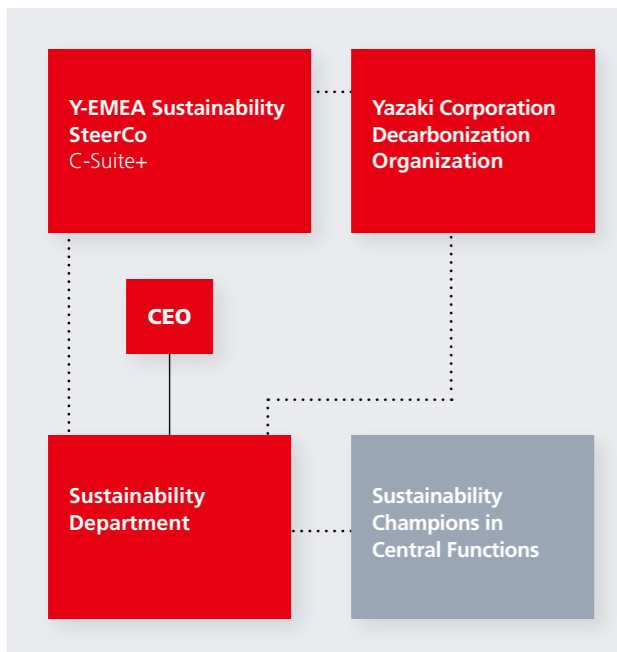 Y-EMEA Sustainability
SteerCo
C-Suite+
Yazaki Corporation
Decarbonization
Organization
CEO
Sustainability
Department
Sustainability
Champions in
Central Functions